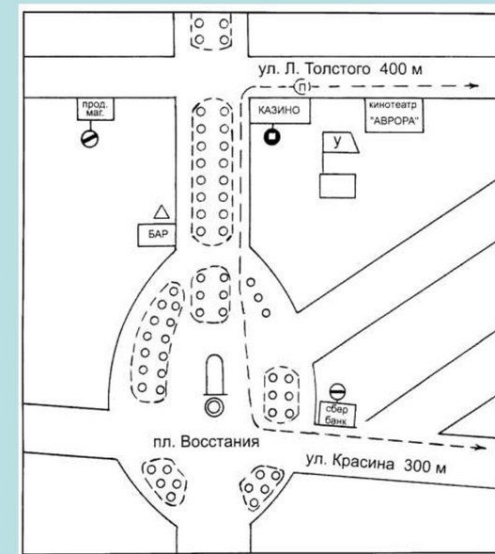 ул. Л. Толстого 400 м
П
прод.
маг.
КАЗИНО
кинотеатр
"АВРОРА"
У
БАР
сбер
банк
пл. Восстания
ул. Красина 300 м